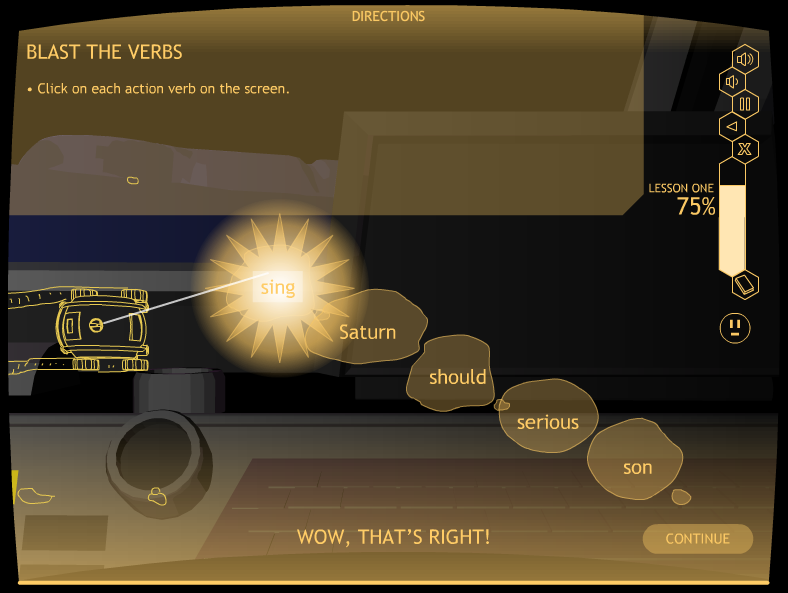 DIRECTIONS
BLAST THE VERBS
• Click on each action verb on the screen.
X
LESSON ONE
75%
sing
Saturn
should
serious
son
WOW, THAT'S RIGHT!
CONTINUE